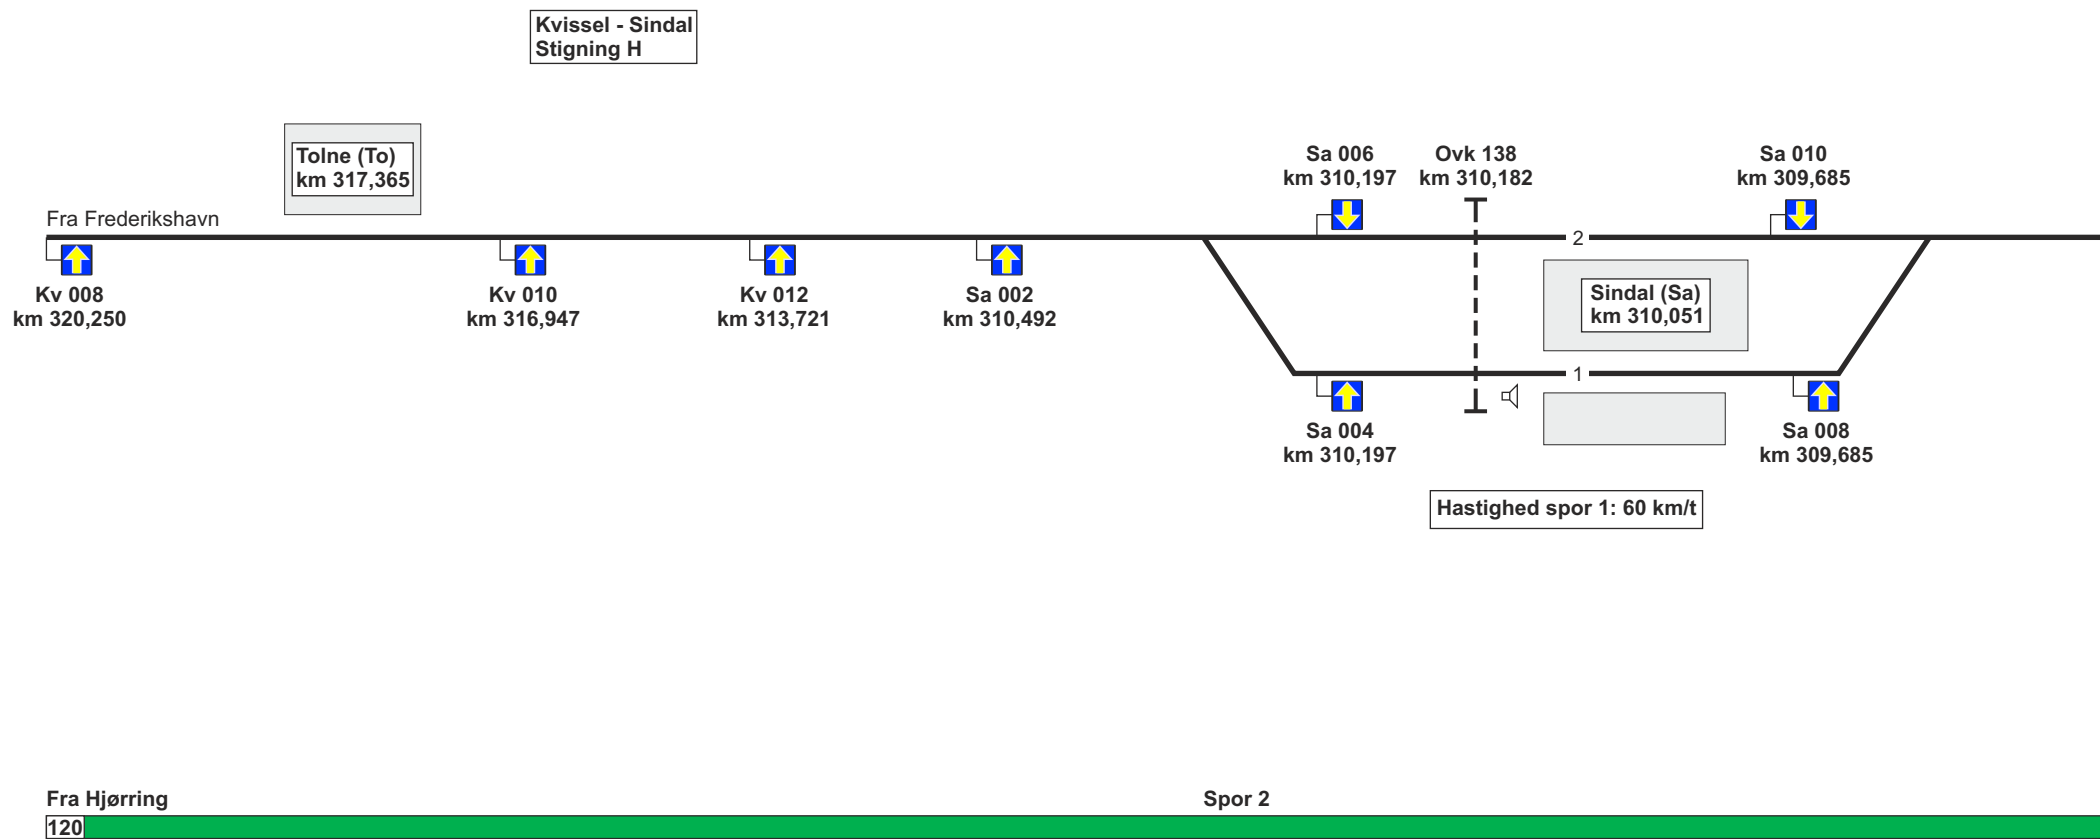 Kvissel - Sindal
Stigning H
Tolne (To)
km 317,365
Sa 006
km 310,197
Ovk 138
km 310,182
Sa 010
km 309,685
Fra Frederikshavn
2
Kv 008
km 320,250
Kv 010
km 316,947
Kv 012
km 313,721
Sa 002
km 310,492
Sindal (Sa)
km 310,051
1
Sa 004
km 310,197
Sa 008
km 309,685
Hastighed spor 1: 60 km/t
Fra Hjørring
Spor 2
120